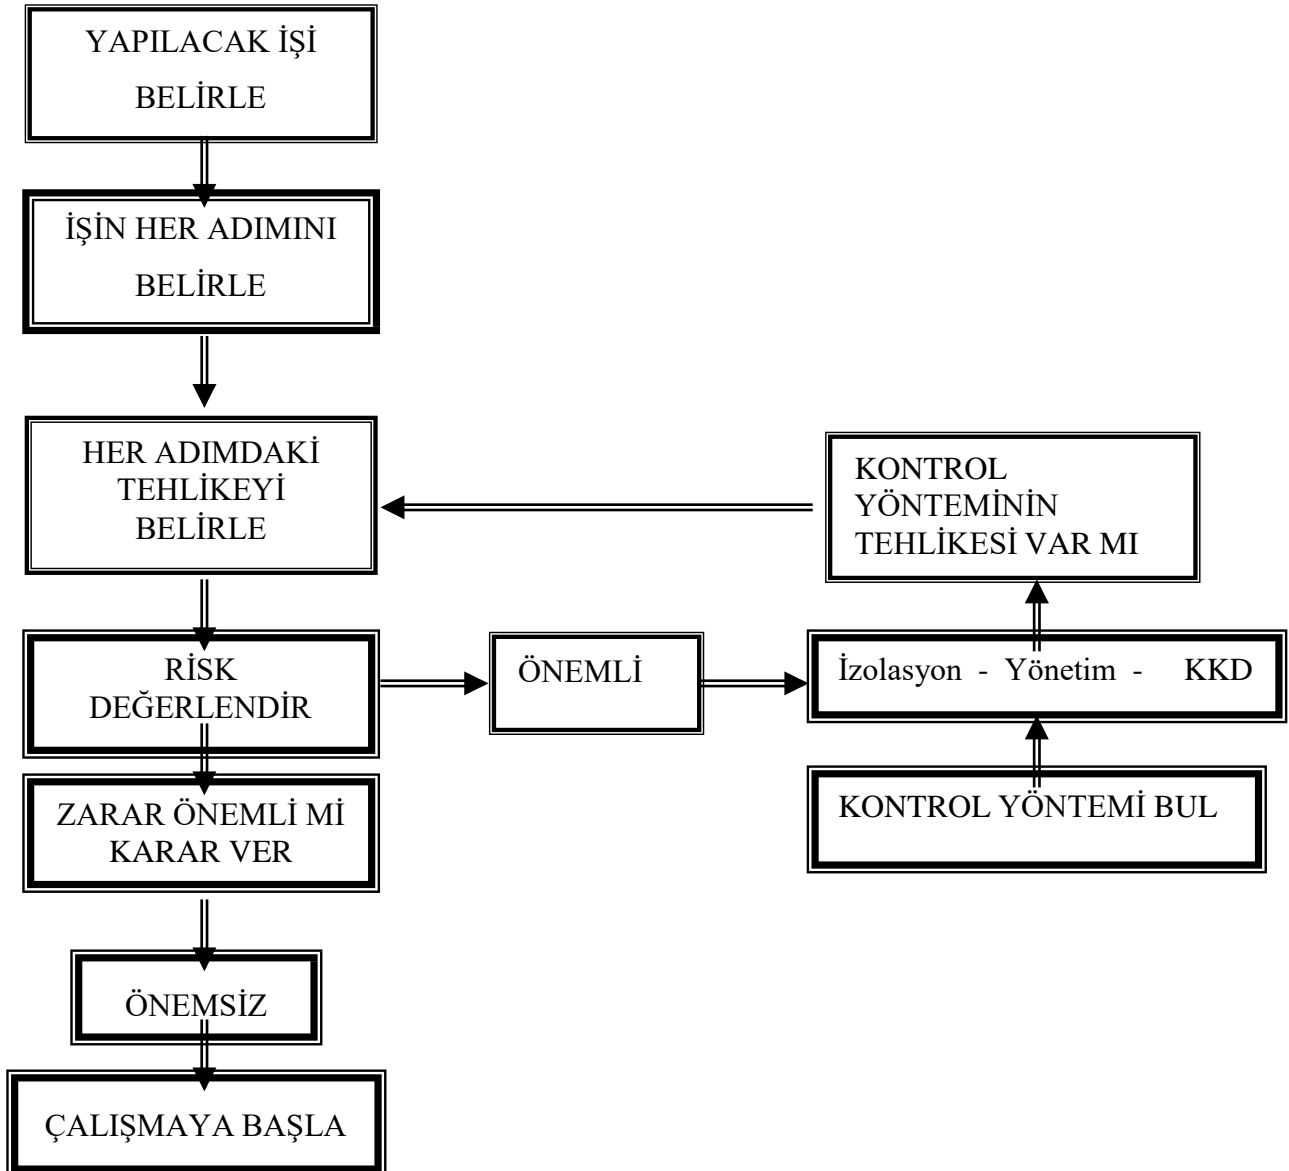 YAPILACAK İŞİ
BELİRLE
İŞİN HER ADIMINI
BELİRLE
HER ADIMDAKİ
TEHLİKEYİ
BELİRLE
KONTROL
YÖNTEMİNİN
TEHLİKESİ VAR MI
RİSK
DEĞERLENDİR
ÖNEMLİ
İzolasyon - Yönetim - KKD
ZARAR ÖNEMLİ Mİ
KARAR VER
KONTROL YÖNTEMİ BUL
ÖNEMSİZ
ÇALIŞMAYA BAŞLA